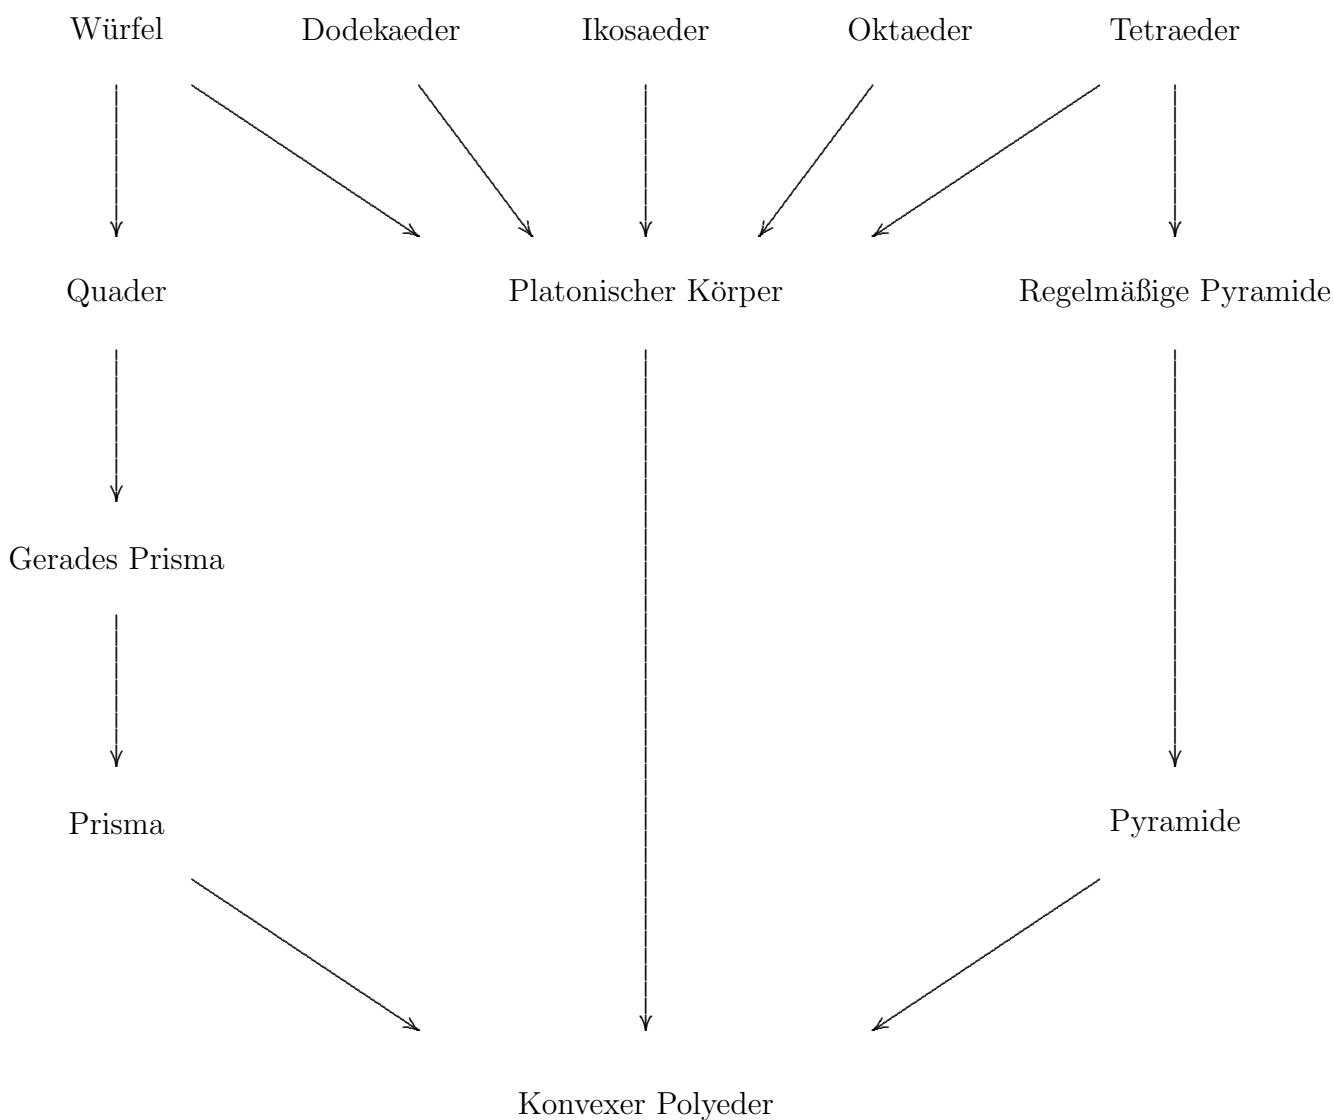 Würfel Dodekaeder Ikosaeder Oktaeder Tetraeder
Quader Platonischer Körper Regelmäßige Pyramide
Gerades Prisma
Prisma Pyramide
Konvexer Polyeder